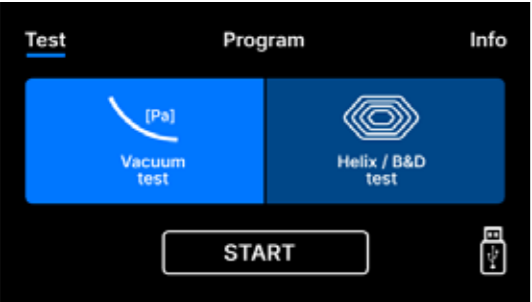 Test Program Info
[Pa]
Vacuum
test
Helix / B&D
test
START